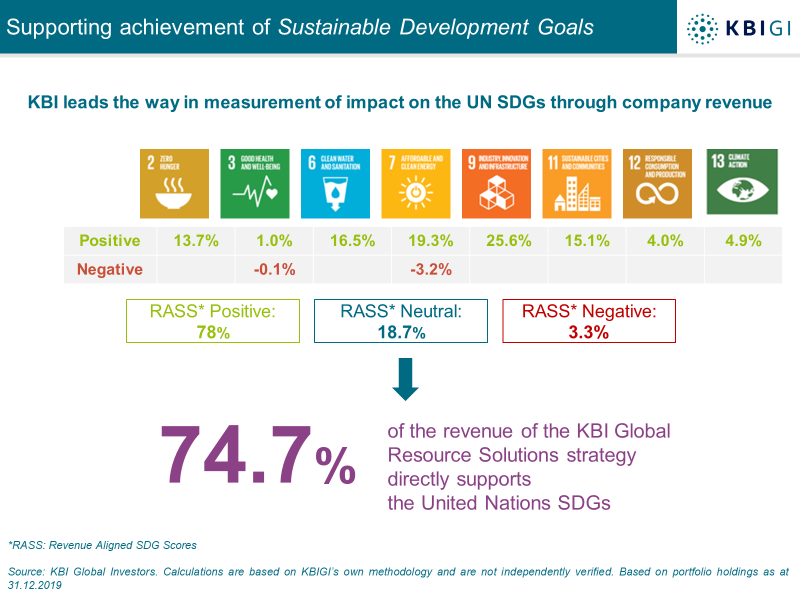 Supporting achievement of Sustainable Development Goals
KBIGI
KBI leads the way in measurement of impact on the UN SDGs through company revenue
2 ZERO HUNGER
3 GOOD HEALTH AND WELL-BEING
6 CLEAN WATER AND SANITATION
7 AFFORDABLE AND CLEAN ENERGY
9 INDUSTRY, INNOVATION AND INFRASTRUCTURE
11 SUSTAINABLE CITIES AND COMMUNITIES
12 RESPONSIBLE CONSUMPTION AND PRODUCTION
13 CLIMATE ACTION
Positive 13.7% 1.0% 16.5% 19.3% 25.6% 15.1% 4.0% 4.9%
Negative -0.1% -3.2%
RASS* Positive:
78%
RASS* Neutral:
18.7%
RASS* Negative:
3.3%
74.7%
of the revenue of the KBI Global
Resource Solutions strategy
directly supports
the United Nations SDGs
*RASS: Revenue Aligned SDG Scores
Source: KBI Global Investors. Calculations are based on KBIGI's own methodology and are not independently verified. Based on portfolio holdings as at
31.12.2019